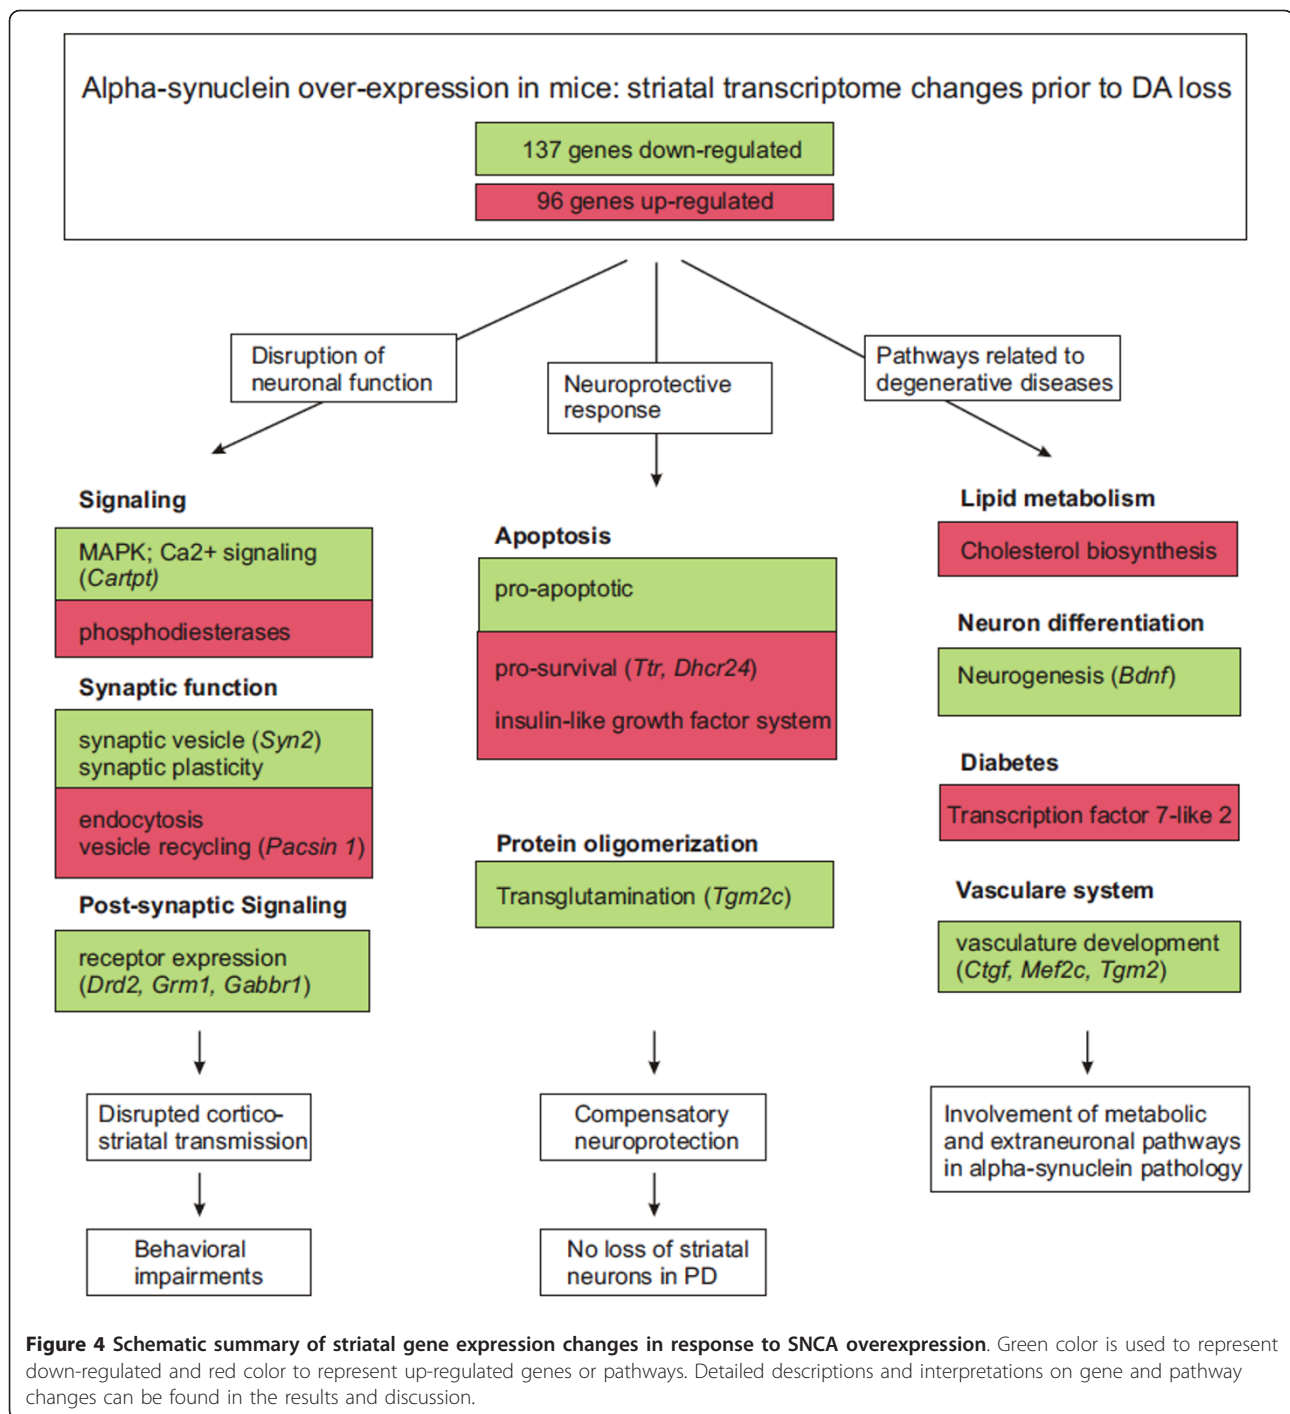 Alpha-synuclein over-expression in mice: striatal transcriptome changes prior to DA loss
137 genes down-regulated
96 genes up-regulated
Disruption of
neuronal function
Neuroprotective
response
Pathways related to
degenerative diseases
Signaling
MAPK; Ca2+ signaling
(Cartpt)
phosphodiesterases
Synaptic function
synaptic vesicle (Syn2)
synaptic plasticity
endocytosis
vesicle recycling (Pacsin 1)
Post-synaptic Signaling
receptor expression
(Drd2, Grm1, Gabbr1)
Disrupted cortico-
striatal transmission
Behavioral
impairments
Apoptosis
pro-apoptotic
pro-survival (Ttr, Dhcr24)
insulin-like growth factor system
Protein oligomerization
Transglutamination (Tgm2c)
Compensatory
neuroprotection
No loss of striatal
neurons in PD
Lipid metabolism
Cholesterol biosynthesis
Neuron differentiation
Neurogenesis (Bdnf)
Diabetes
Transcription factor 7-like 2
Vasculare system
vasculature development
(Ctgf, Mef2c, Tgm2)
Involvement of metabolic
and extraneuronal pathways
in alpha-synuclein pathology
Figure 4 Schematic summary of striatal gene expression changes in response to SNCA overexpression. Green color is used to represent
down-regulated and red color to represent up-regulated genes or pathways. Detailed descriptions and interpretations on gene and pathway
changes can be found in the results and discussion.